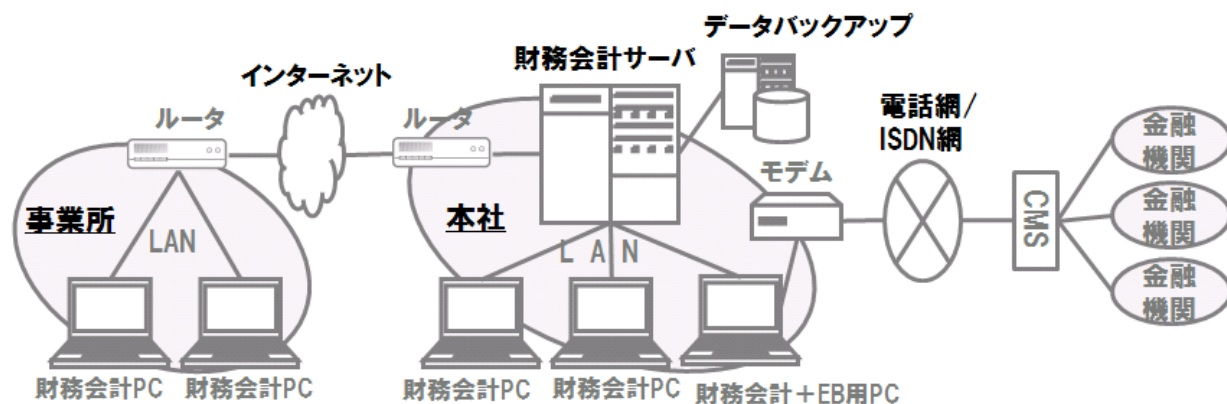 データバックアップ
財務会計サーバ
インターネット
電話網/
ISDN網
ルータ
ルータ
モデム
金融
機関
CMS
金融
機関
金融
機関
事業所
LAN
本社
L A N
財務会計PC
財務会計PC
財務会計PC
財務会計PC
財務会計+EB用PC